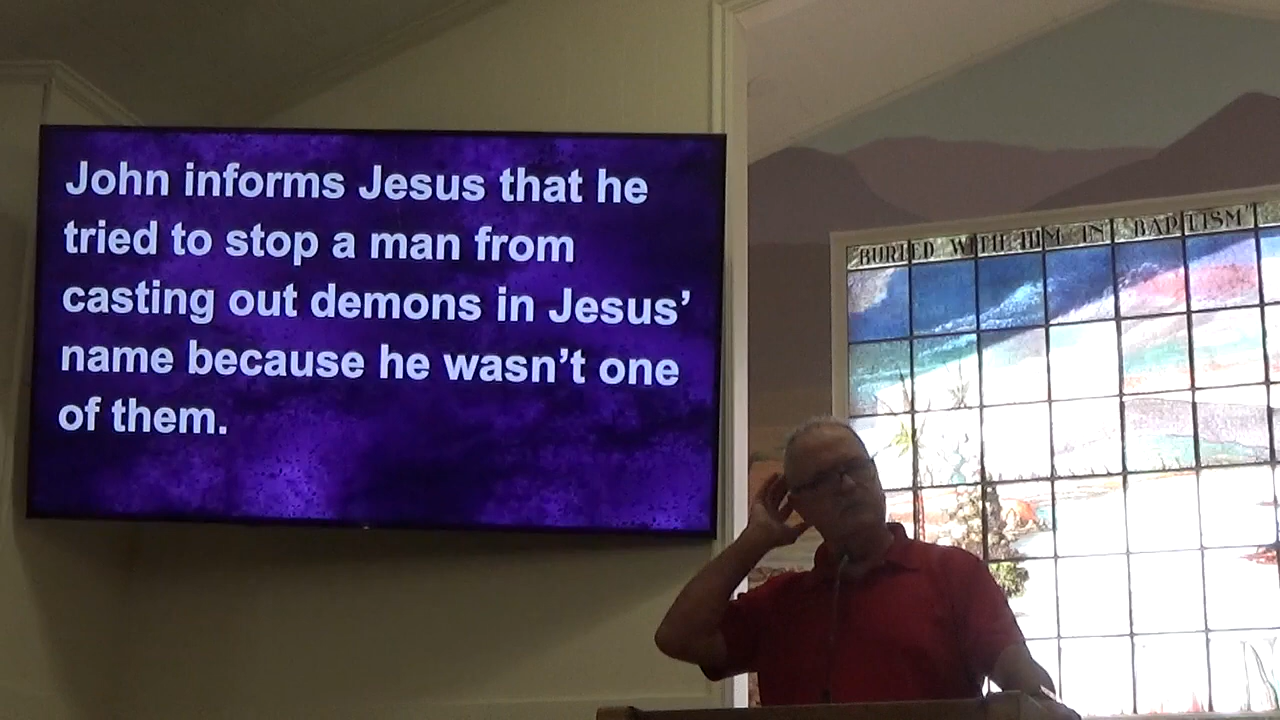 John informs Jesus that he
tried to stop a man from
casting out demons in Jesus’
name because he wasn’t one
of them.
BURIED WITH HIM IN BAPTISM"